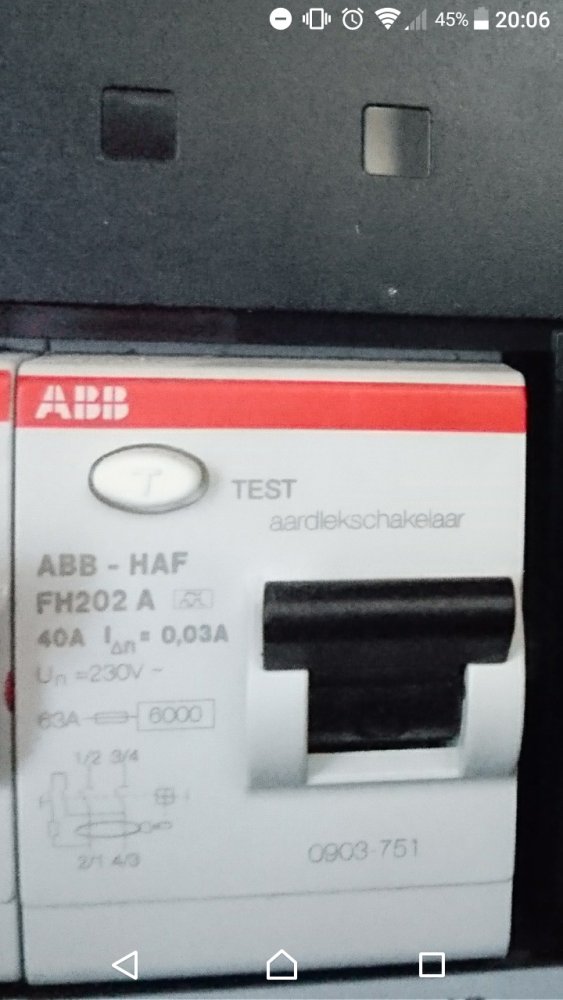 45% 20:06
ABB
T
TEST
aardlekschakelaar
ABB - HAF
FH202 A
40A I∆n = 0,03A
Un =230V ~
63A 6000
1/2 3/4
2/1 4/3
0903-751